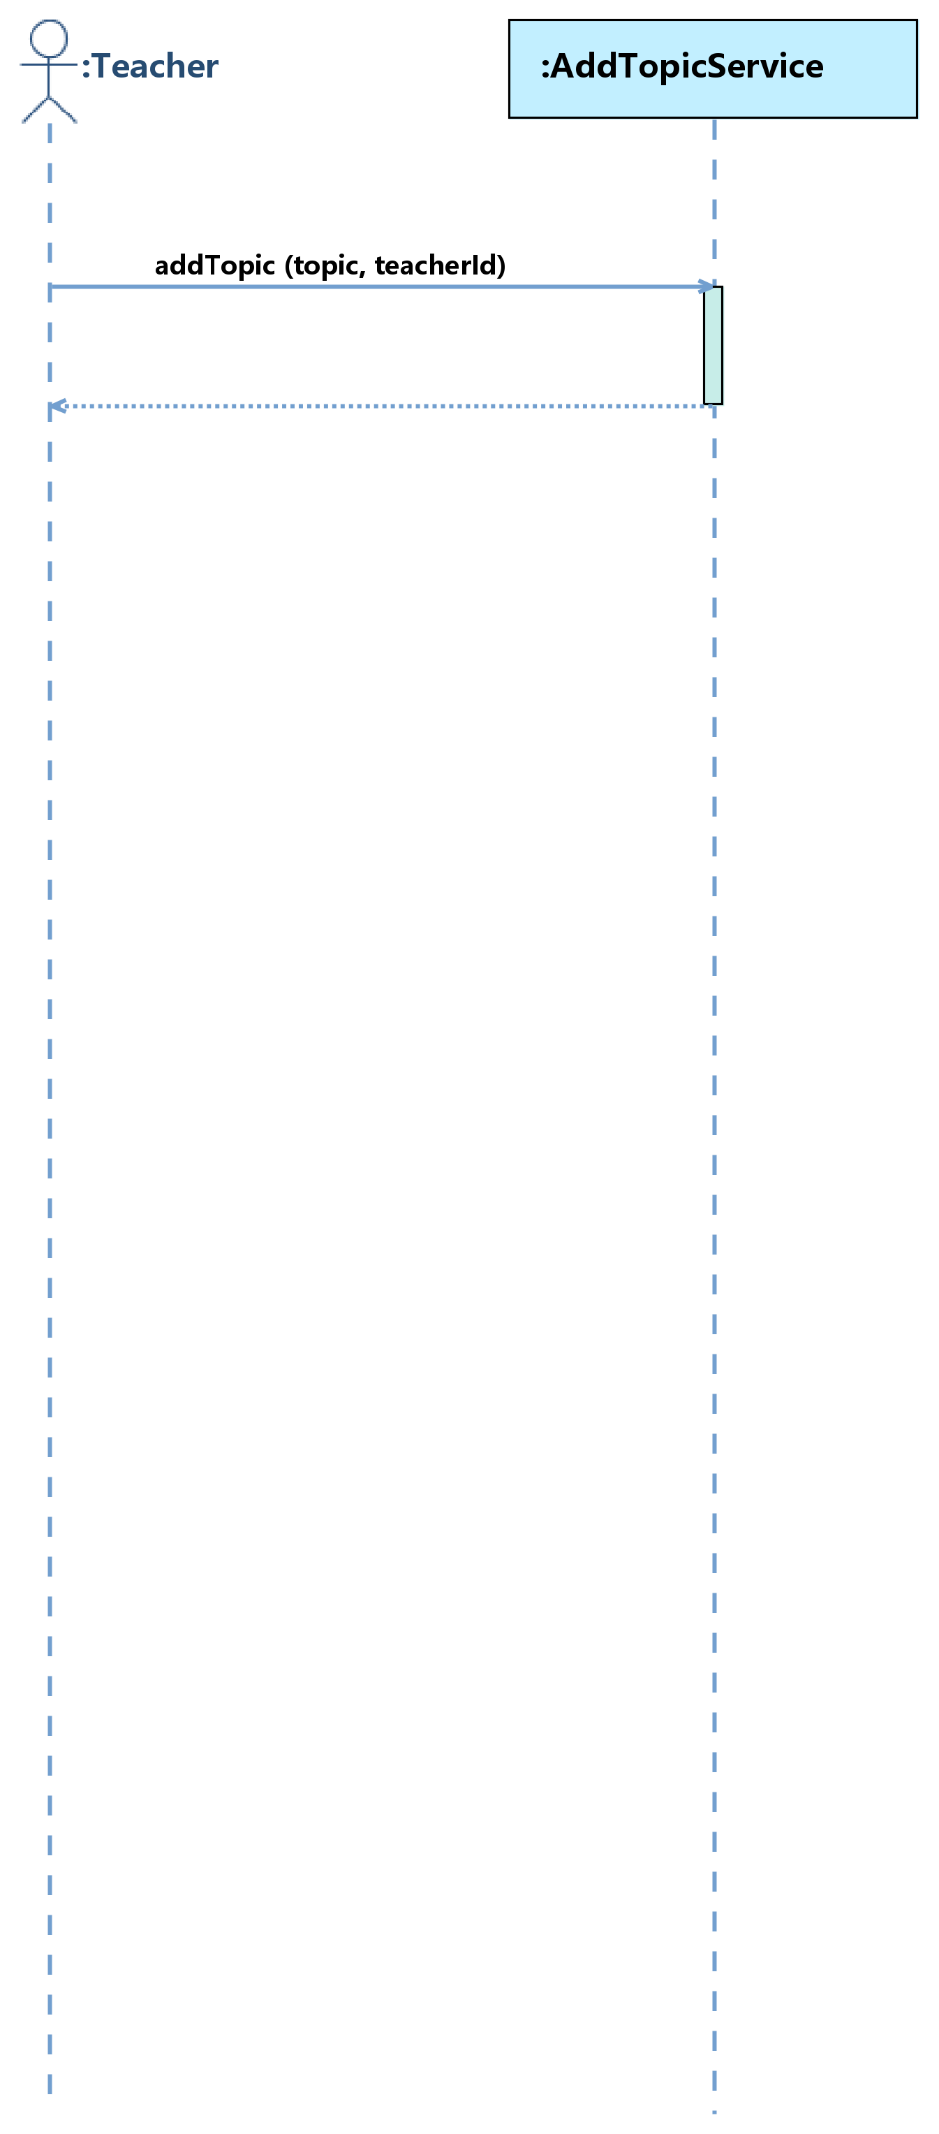 :Teacher
:AddTopicService
addTopic (topic, teacherId)